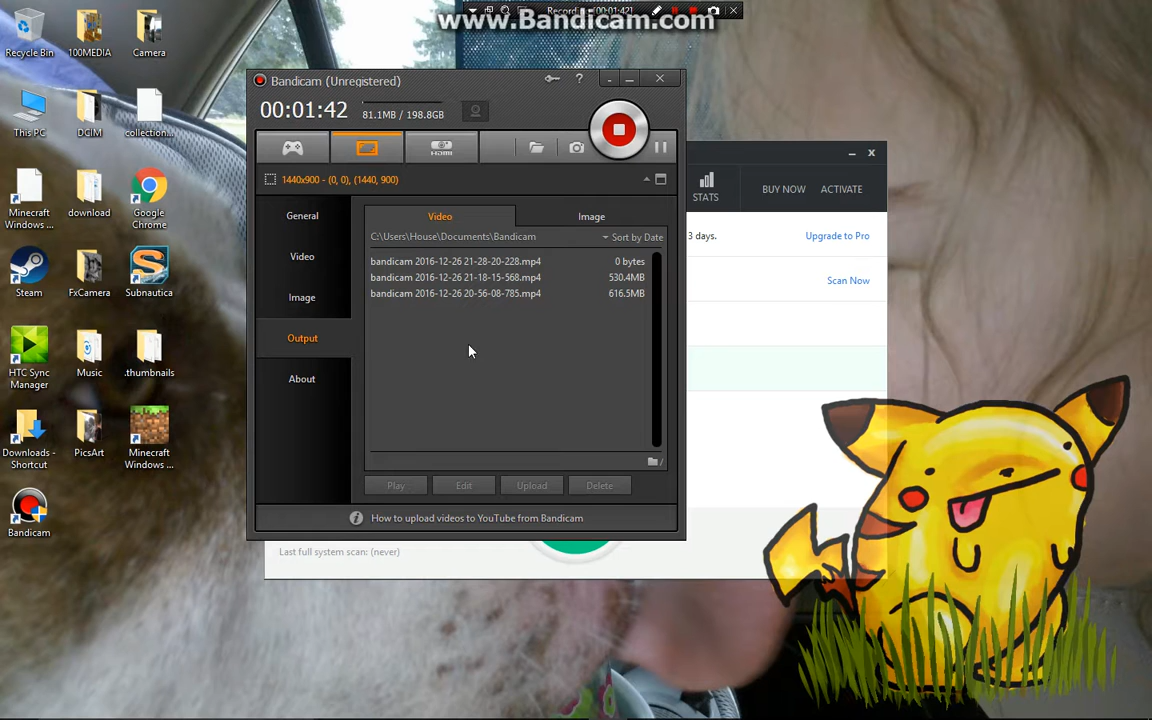 www.Bandicam.com
Recycle Bin
100MEDIA
Camera
This PC
DCIM
collection...
Minecraft
Windows ...
download
Google
Chrome
Steam
FxCamera
Subnautica
HTC Sync
Manager
Music
.thumbnails
Downloads -
Shortcut
PicsArt
Minecraft
Windows ...
Bandicam
Bandicam (Unregistered)
?
00:01:42
81.1MB / 198.8GB
HDMI
1440x900 - (0, 0), (1440, 900)
General
Video
Image
Output
About
Video
Image
C:\Users\House\Documents\Bandicam
Sort by Date
bandicam 2016-12-26 21-28-20-228.mp4 0 bytes
bandicam 2016-12-26 21-18-15-568.mp4 530.4MB
bandicam 2016-12-26 20-56-08-785.mp4 616.5MB
Play
Edit
Upload
Delete
How to upload videos to YouTube from Bandicam
STATS
BUY NOW
ACTIVATE
3 days.
Upgrade to Pro
Scan Now
Last full system scan: (never)